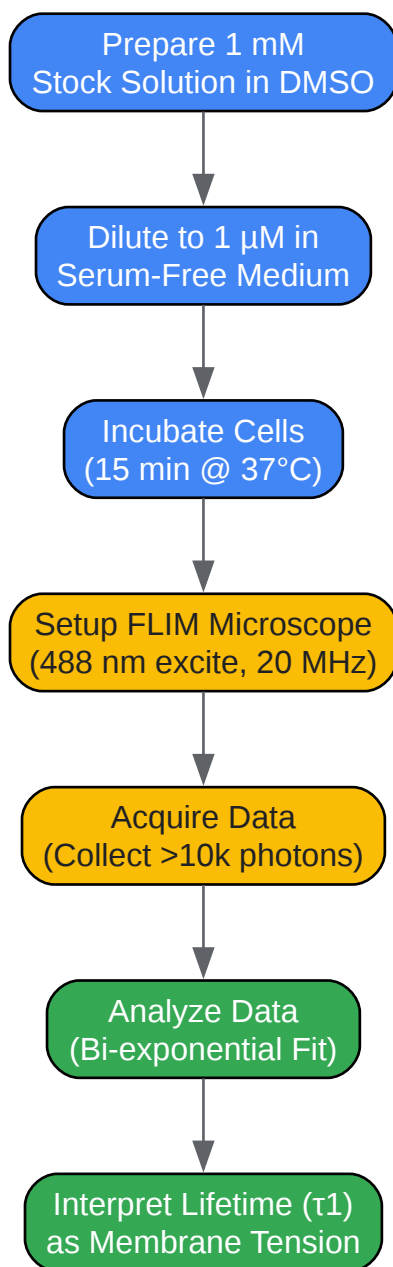 Prepare 1 mM
Stock Solution in DMSO
Dilute to 1 µM in
Serum-Free Medium
Incubate Cells
(15 min @ 37°C)
Setup FLIM Microscope
(488 nm excite, 20 MHz)
Acquire Data
(Collect >10k photons)
Analyze Data
(Bi-exponential Fit)
Interpret Lifetime (τ1)
as Membrane Tension